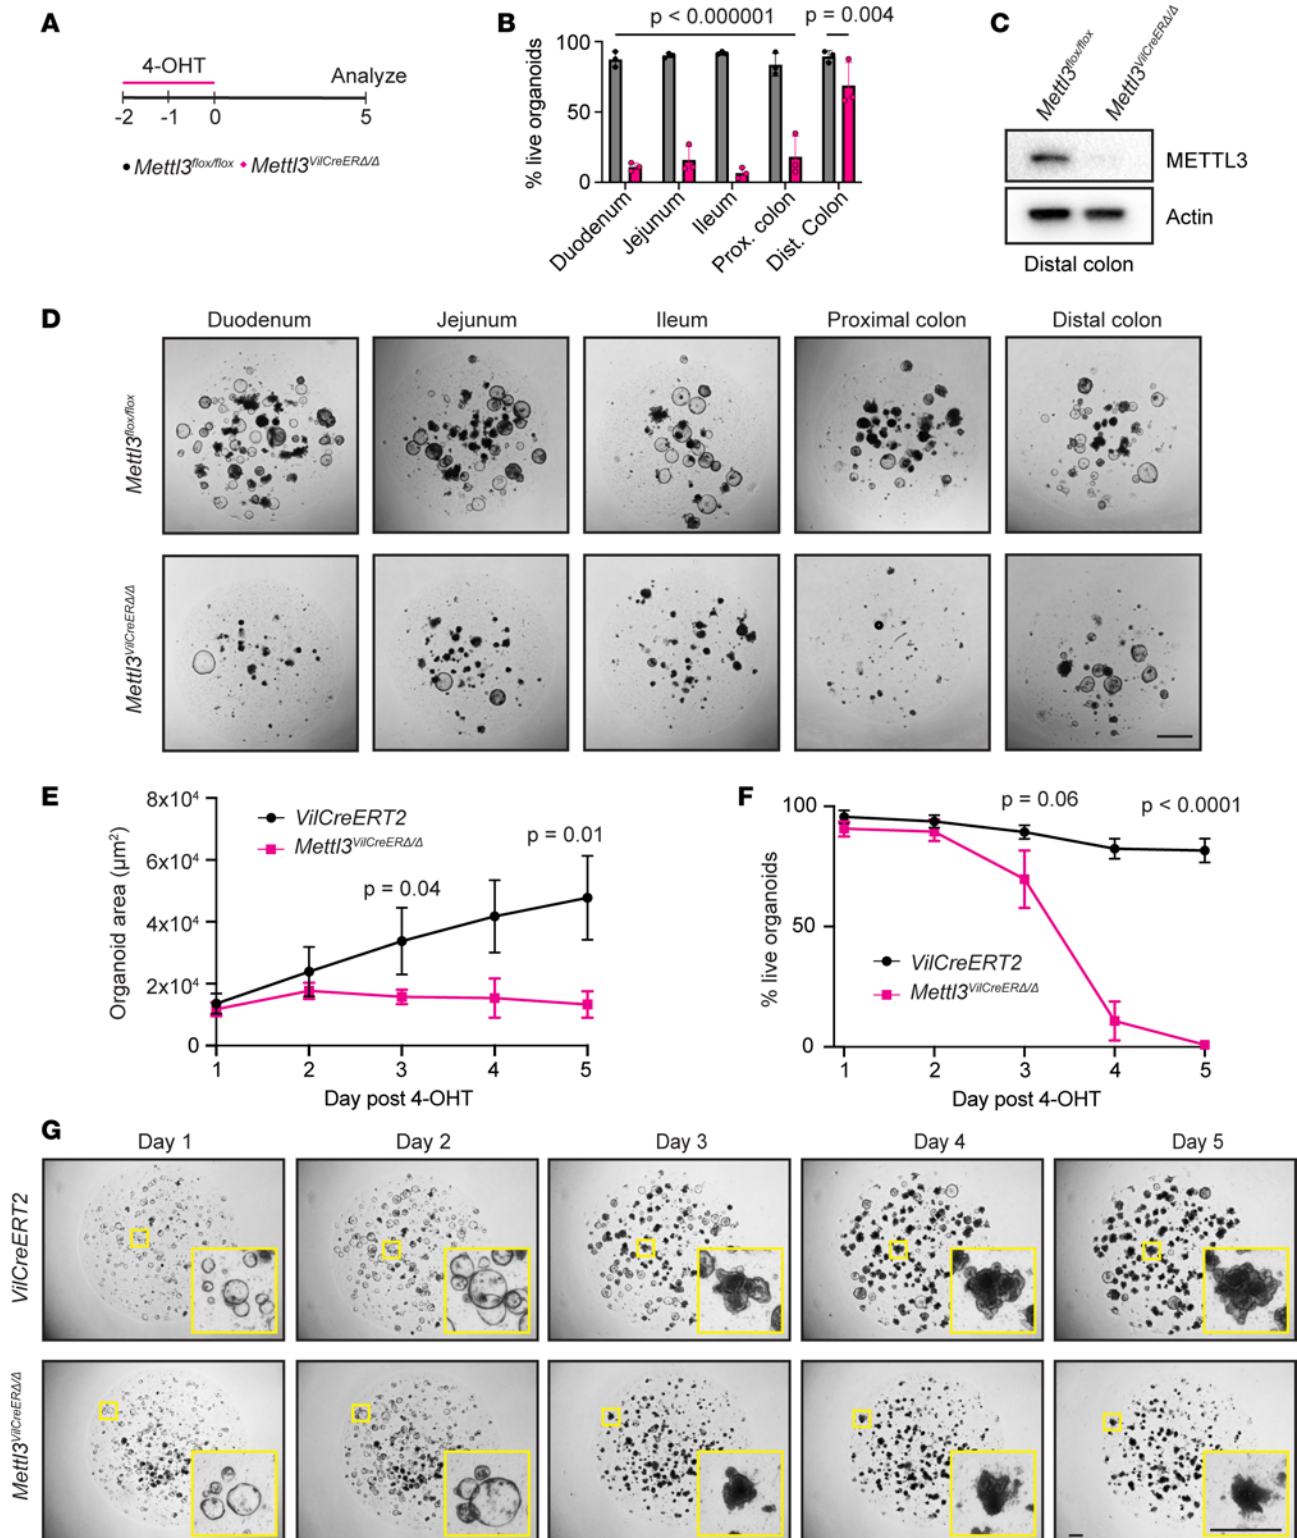 A
4-OHT
Analyze
-2 -1 0 5
• Mettl3flox/flox • Mettl3VilCreERΔ/Δ
B
p < 0.000001 p = 0.004
% live organoids
100
50
0
Duodenum
Jejunum
Ileum
Prox. colon
Dist. Colon
C
Mettl3flox/flox
Mettl3VilCreERΔ/Δ
METTL3
Actin
Distal colon
D
Duodenum Jejunum Ileum Proximal colon Distal colon
Mettl3flox/flox
Mettl3VilCreERΔ/Δ
E
Organoid area (µm²)
8x10⁴
6x10⁴
4x10⁴
2x10⁴
0
VilCreERT2
Mettl3VilCreERΔ/Δ
p = 0.01
p = 0.04
1 2 3 4 5
Day post 4-OHT
F
% live organoids
100
50
0
p = 0.06 p < 0.0001
VilCreERT2
Mettl3VilCreERΔ/Δ
1 2 3 4 5
Day post 4-OHT
G
Day 1 Day 2 Day 3 Day 4 Day 5
VilCreERT2
Mettl3VilCreERΔ/Δ